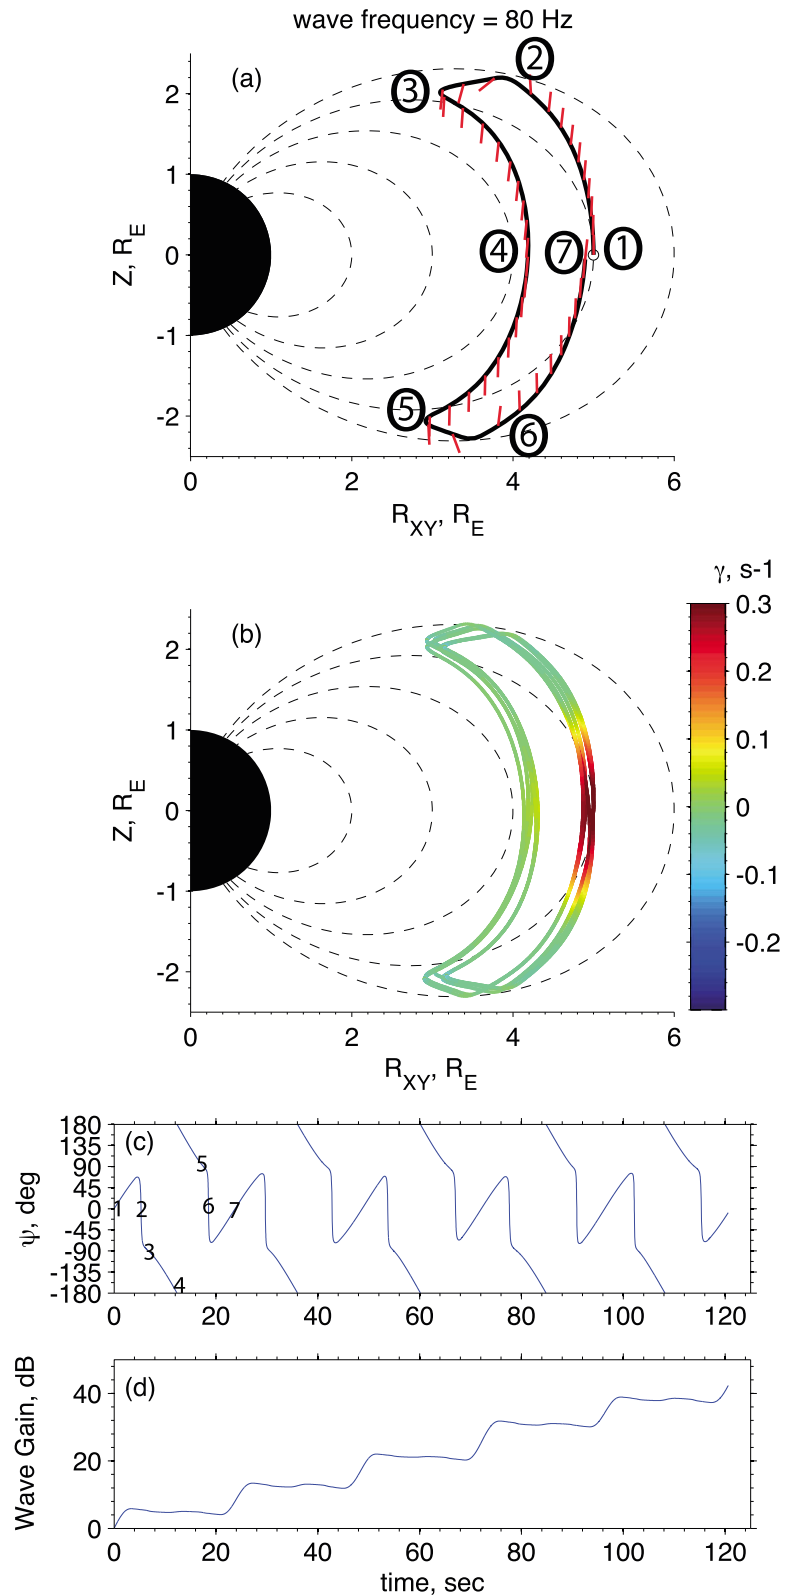 wave frequency = 80 Hz
(a)
2
1
0
-1
-2
Z, R_E
① ② ③ ④ ⑤ ⑥ ⑦
0 2 4 6
R_XY, R_E
γ, s-1
(b)
2
1
0
-1
-2
Z, R_E
0.3
0.2
0.1
0
-0.1
-0.2
0 2 4 6
R_XY, R_E
(c)
180
135
90
45
0
-45
-90
-135
-180
ψ, deg
1 2 3 4 5 6 7
0 20 40 60 80 100 120
(d)
40
20
0
Wave Gain, dB
0 20 40 60 80 100 120
time, sec